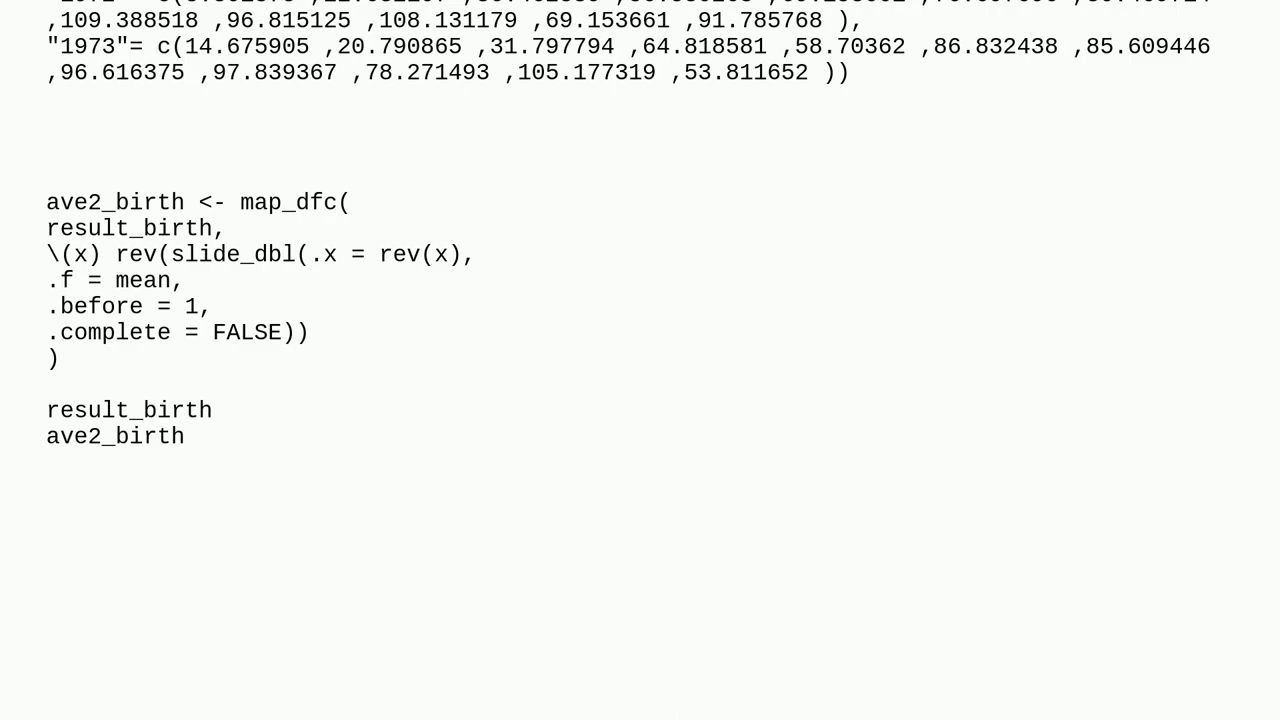 ,109.388518 ,96.815125 ,108.131179 ,69.153661 ,91.785768 ),
"1973"= c(14.675905 ,20.790865 ,31.797794 ,64.818581 ,58.70362 ,86.832438 ,85.609446
,96.616375 ,97.839367 ,78.271493 ,105.177319 ,53.811652 ))
ave2_birth <- map_dfc(
result_birth,
\(x) rev(slide_dbl(.x = rev(x),
.f = mean,
.before = 1,
.complete = FALSE))
)
result_birth
ave2_birth